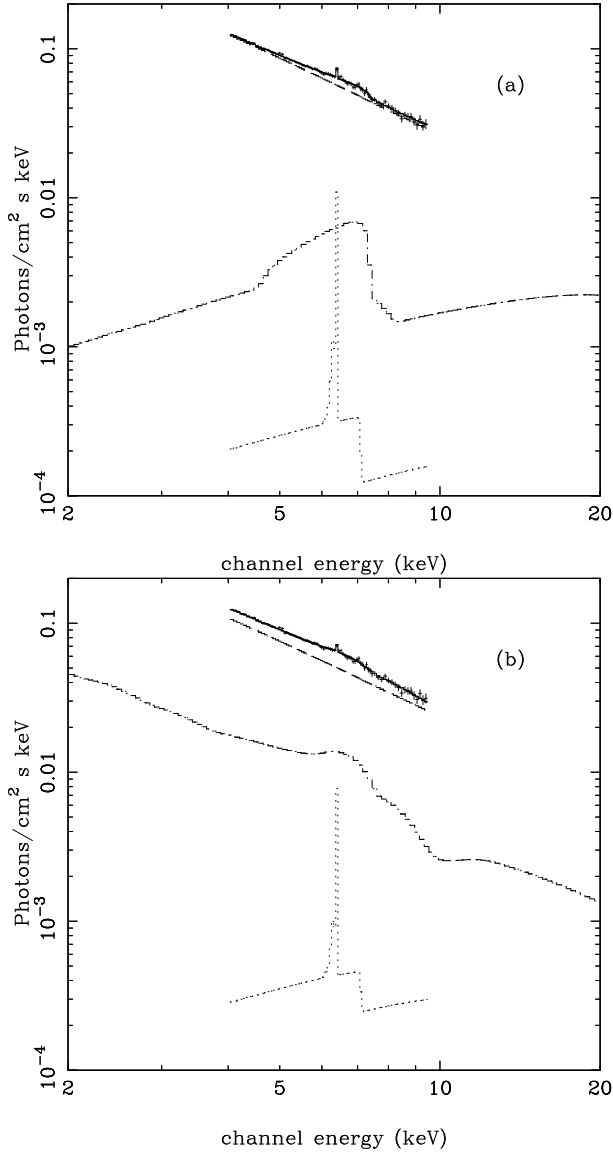 0.1
(a)
0.01
Photons/cm² s keV
10⁻³
10⁻⁴
2 5 10 20
channel energy (keV)
0.1
(b)
0.01
Photons/cm² s keV
10⁻³
10⁻⁴
2 5 10 20
channel energy (keV)